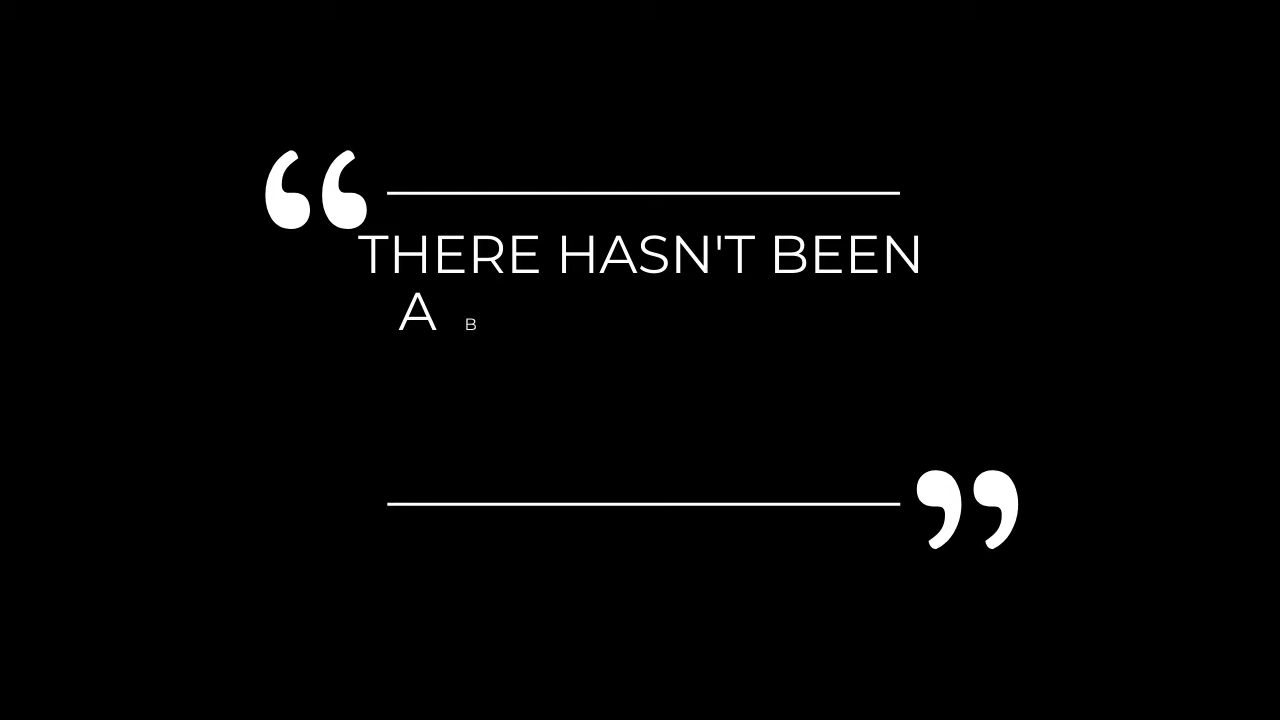 “
THERE HASN'T BEEN
A B
”